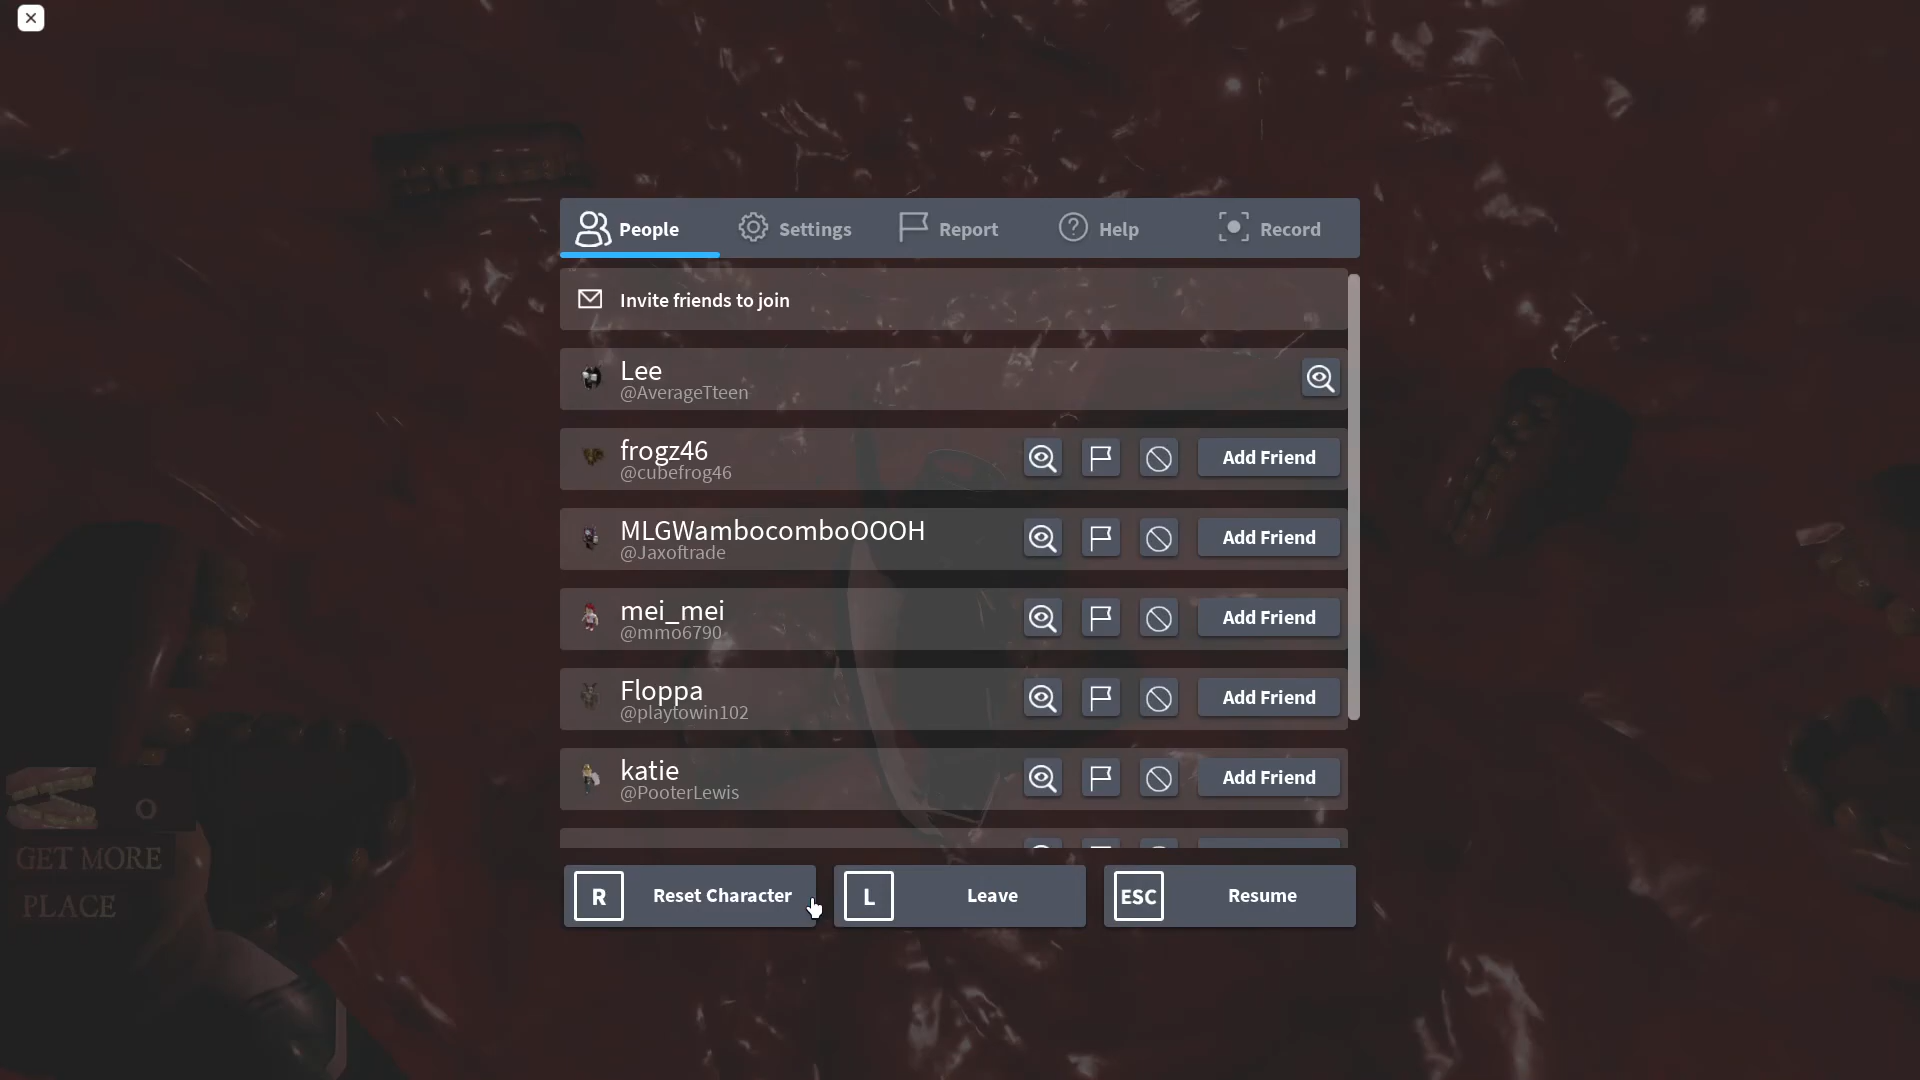 People
Settings
Report
Help
Record
Invite friends to join
Lee
@AverageTteen
frogz46
@cubefrog46
Add Friend
MLGWambocomboOOOH
@Jaxoftrade
Add Friend
mei_mei
@mmo6790
Add Friend
Floppa
@playtowin102
Add Friend
katie
@PooterLewis
Add Friend
GET MORE
PLACE
R Reset Character
L Leave
ESC Resume